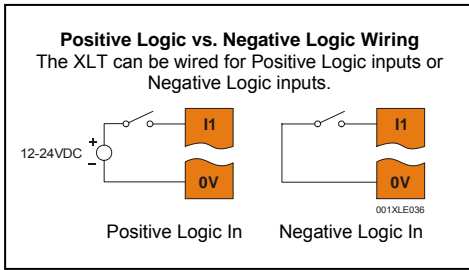 Positive Logic vs. Negative Logic Wiring
The XLT can be wired for Positive Logic inputs or
Negative Logic inputs.
I1
I1
+
12-24VDC
–
0V
0V
001XLE036
Positive Logic In
Negative Logic In